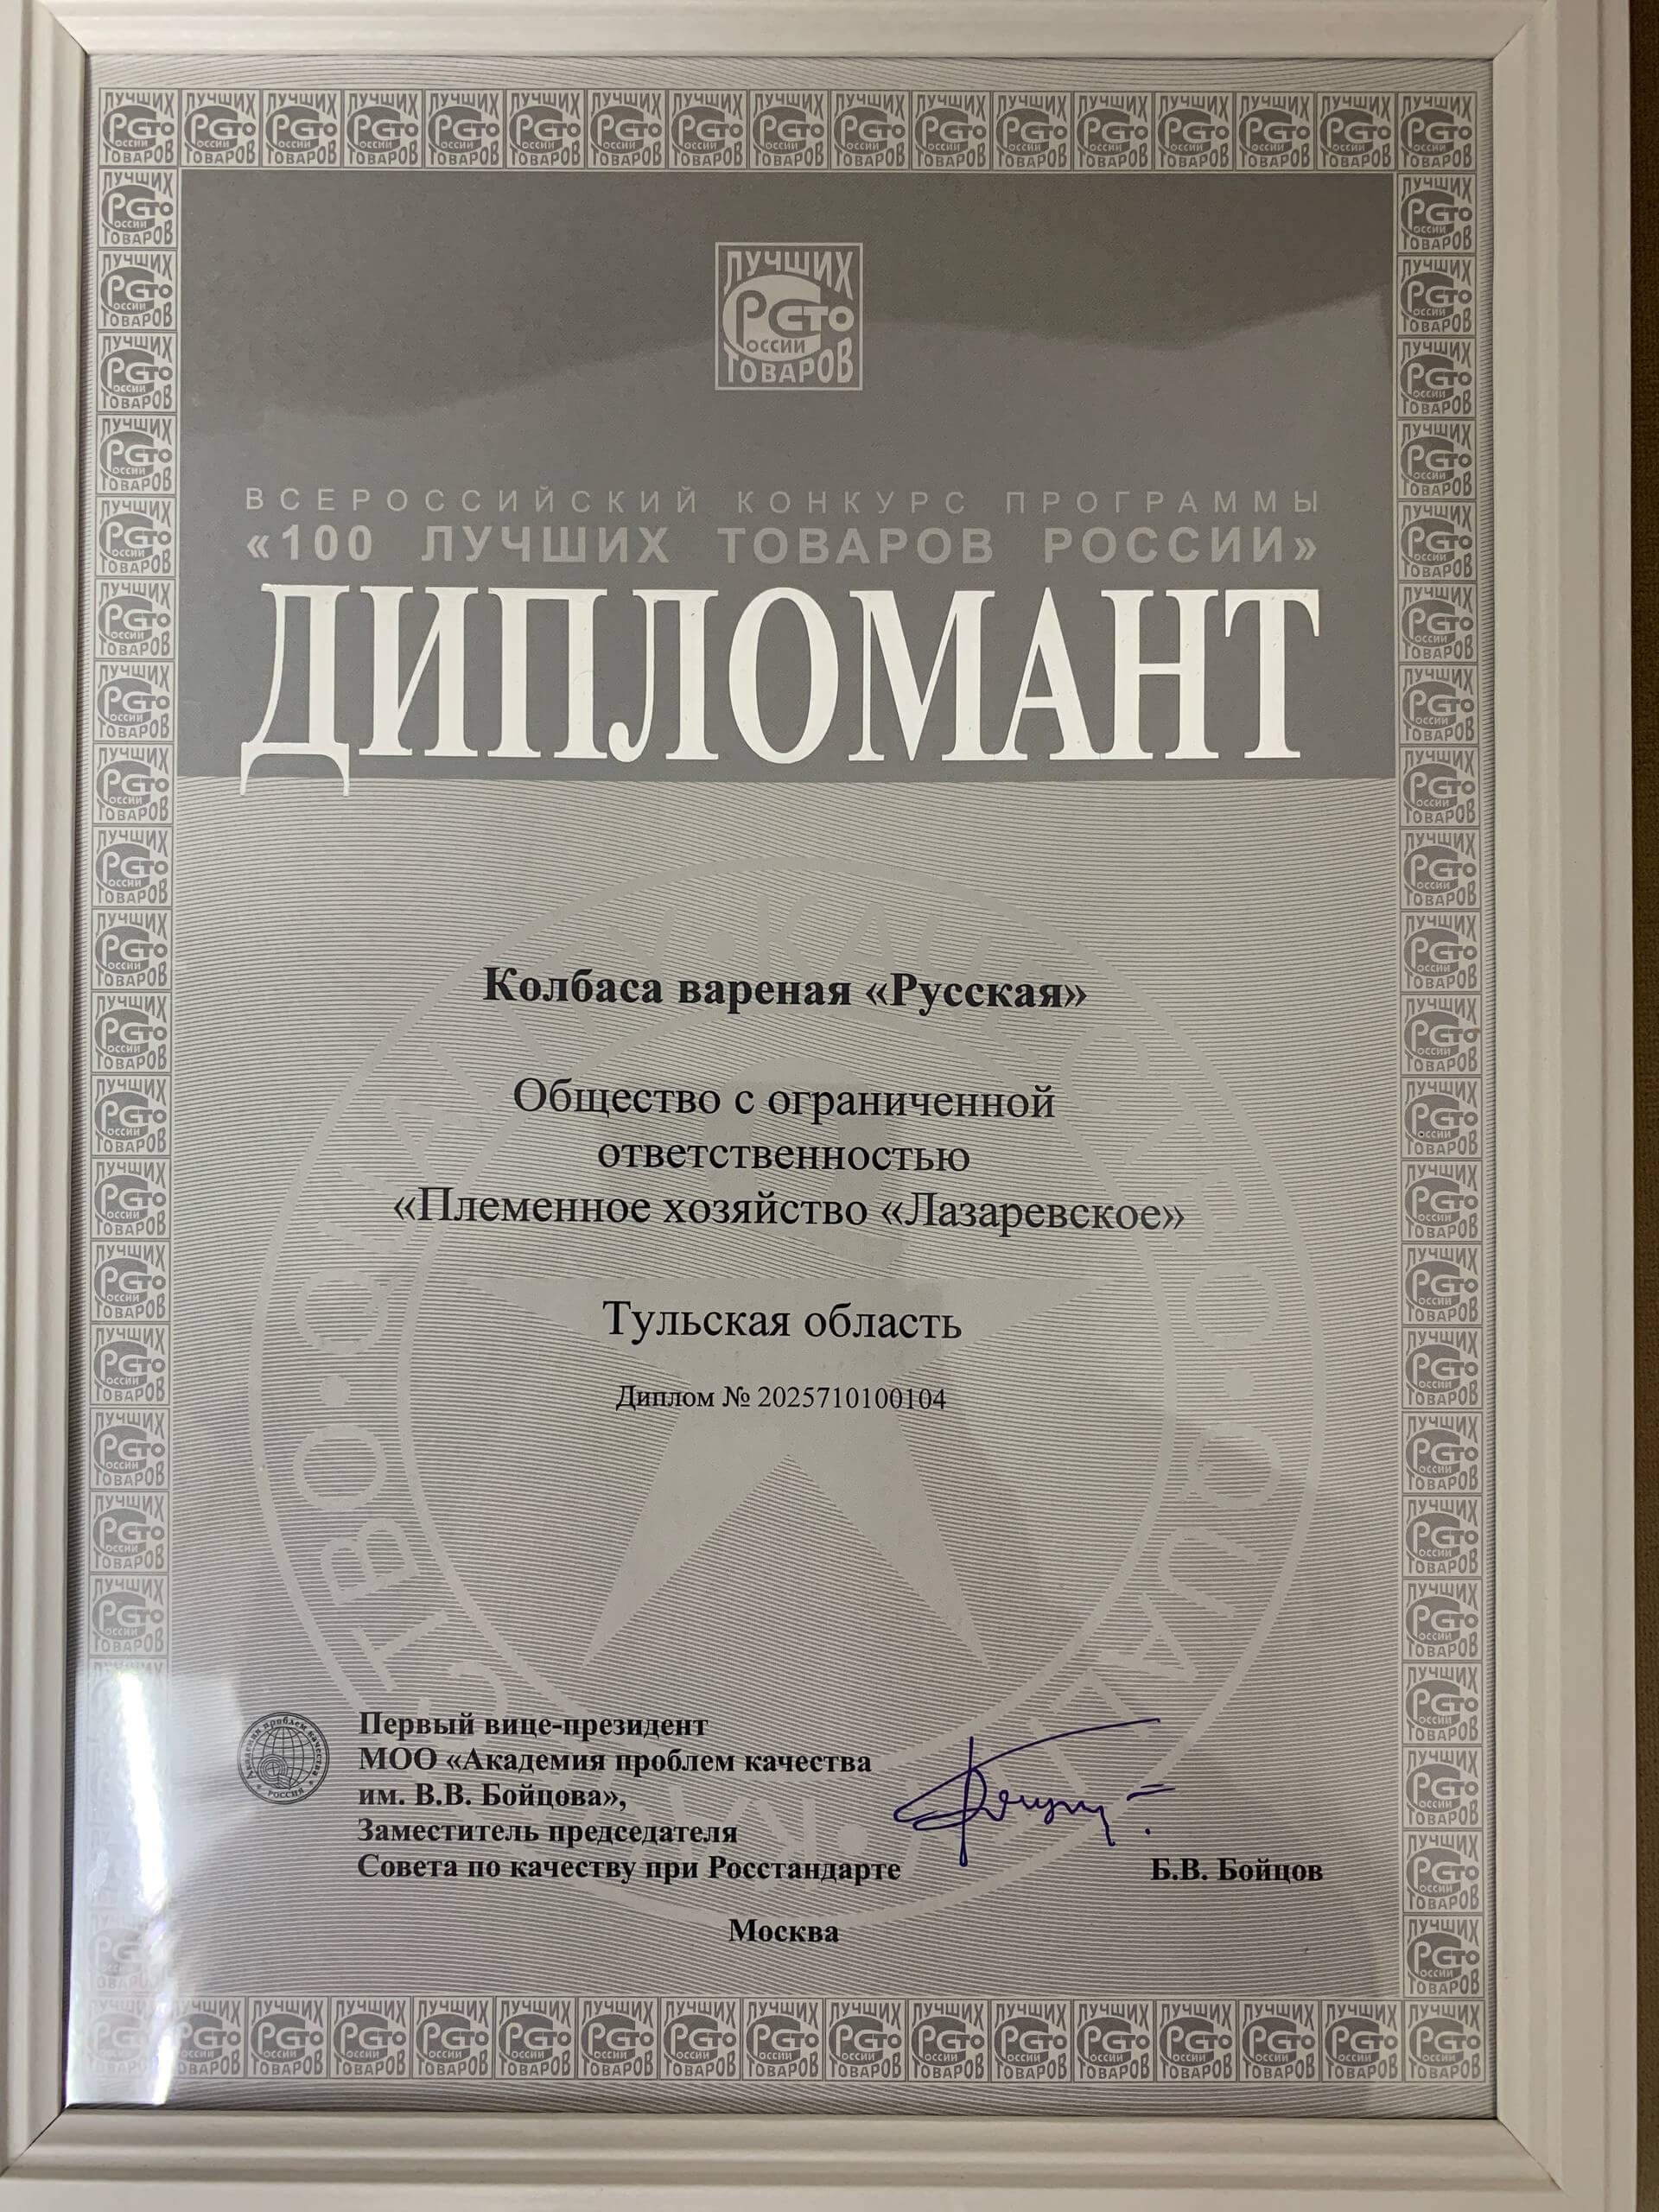 ЛУЧШИХ
СТО
РОССИИ
ТОВАРОВ
ВСЕРОССИЙСКИЙ КОНКУРС ПРОГРАММЫ
«100 ЛУЧШИХ ТОВАРОВ РОССИИ»
ДИПЛОМАНТ
Колбаса вареная «Русская»
Общество с ограниченной
ответственностью
«Племенное хозяйство «Лазаревское»
Тульская область
Диплом № 2025710100104
Первый вице-президент
МОО «Академия проблем качества
им. В.В. Бойцова»,
Заместитель председателя
Совета по качеству при Росстандарте
Б.В. Бойцов
Москва